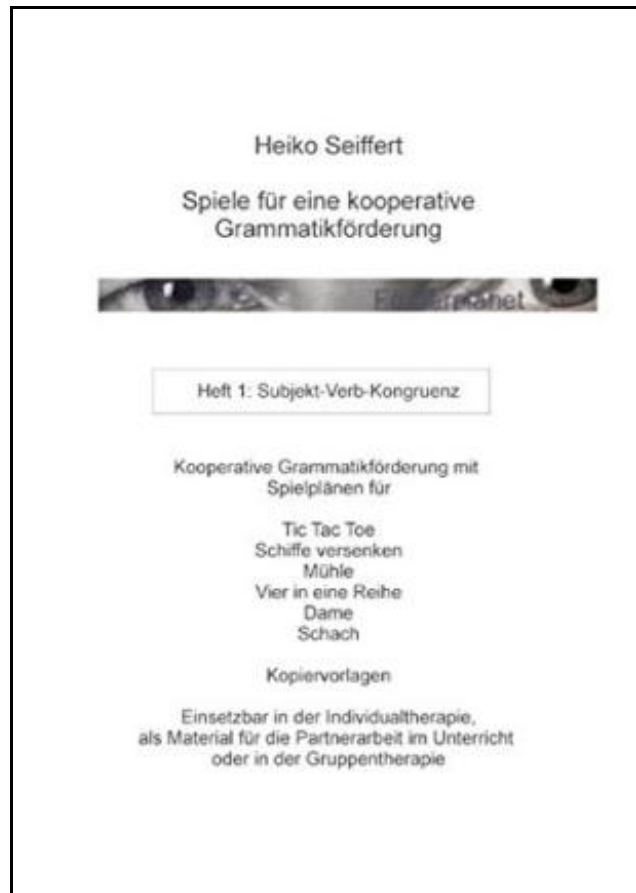 Heiko Seiffert
Spiele für eine kooperative
Grammatikförderung
Heft 1: Subjekt-Verb-Kongruenz
Kooperative Grammatikförderung mit
Spielplänen für
Tic Tac Toe
Schiffe versenken
Mühle
Vier in eine Reihe
Dame
Schach
Kopiervorlagen
Einsetzbar in der Individualtherapie,
als Material für die Partnerarbeit im Unterricht
oder in der Gruppentherapie